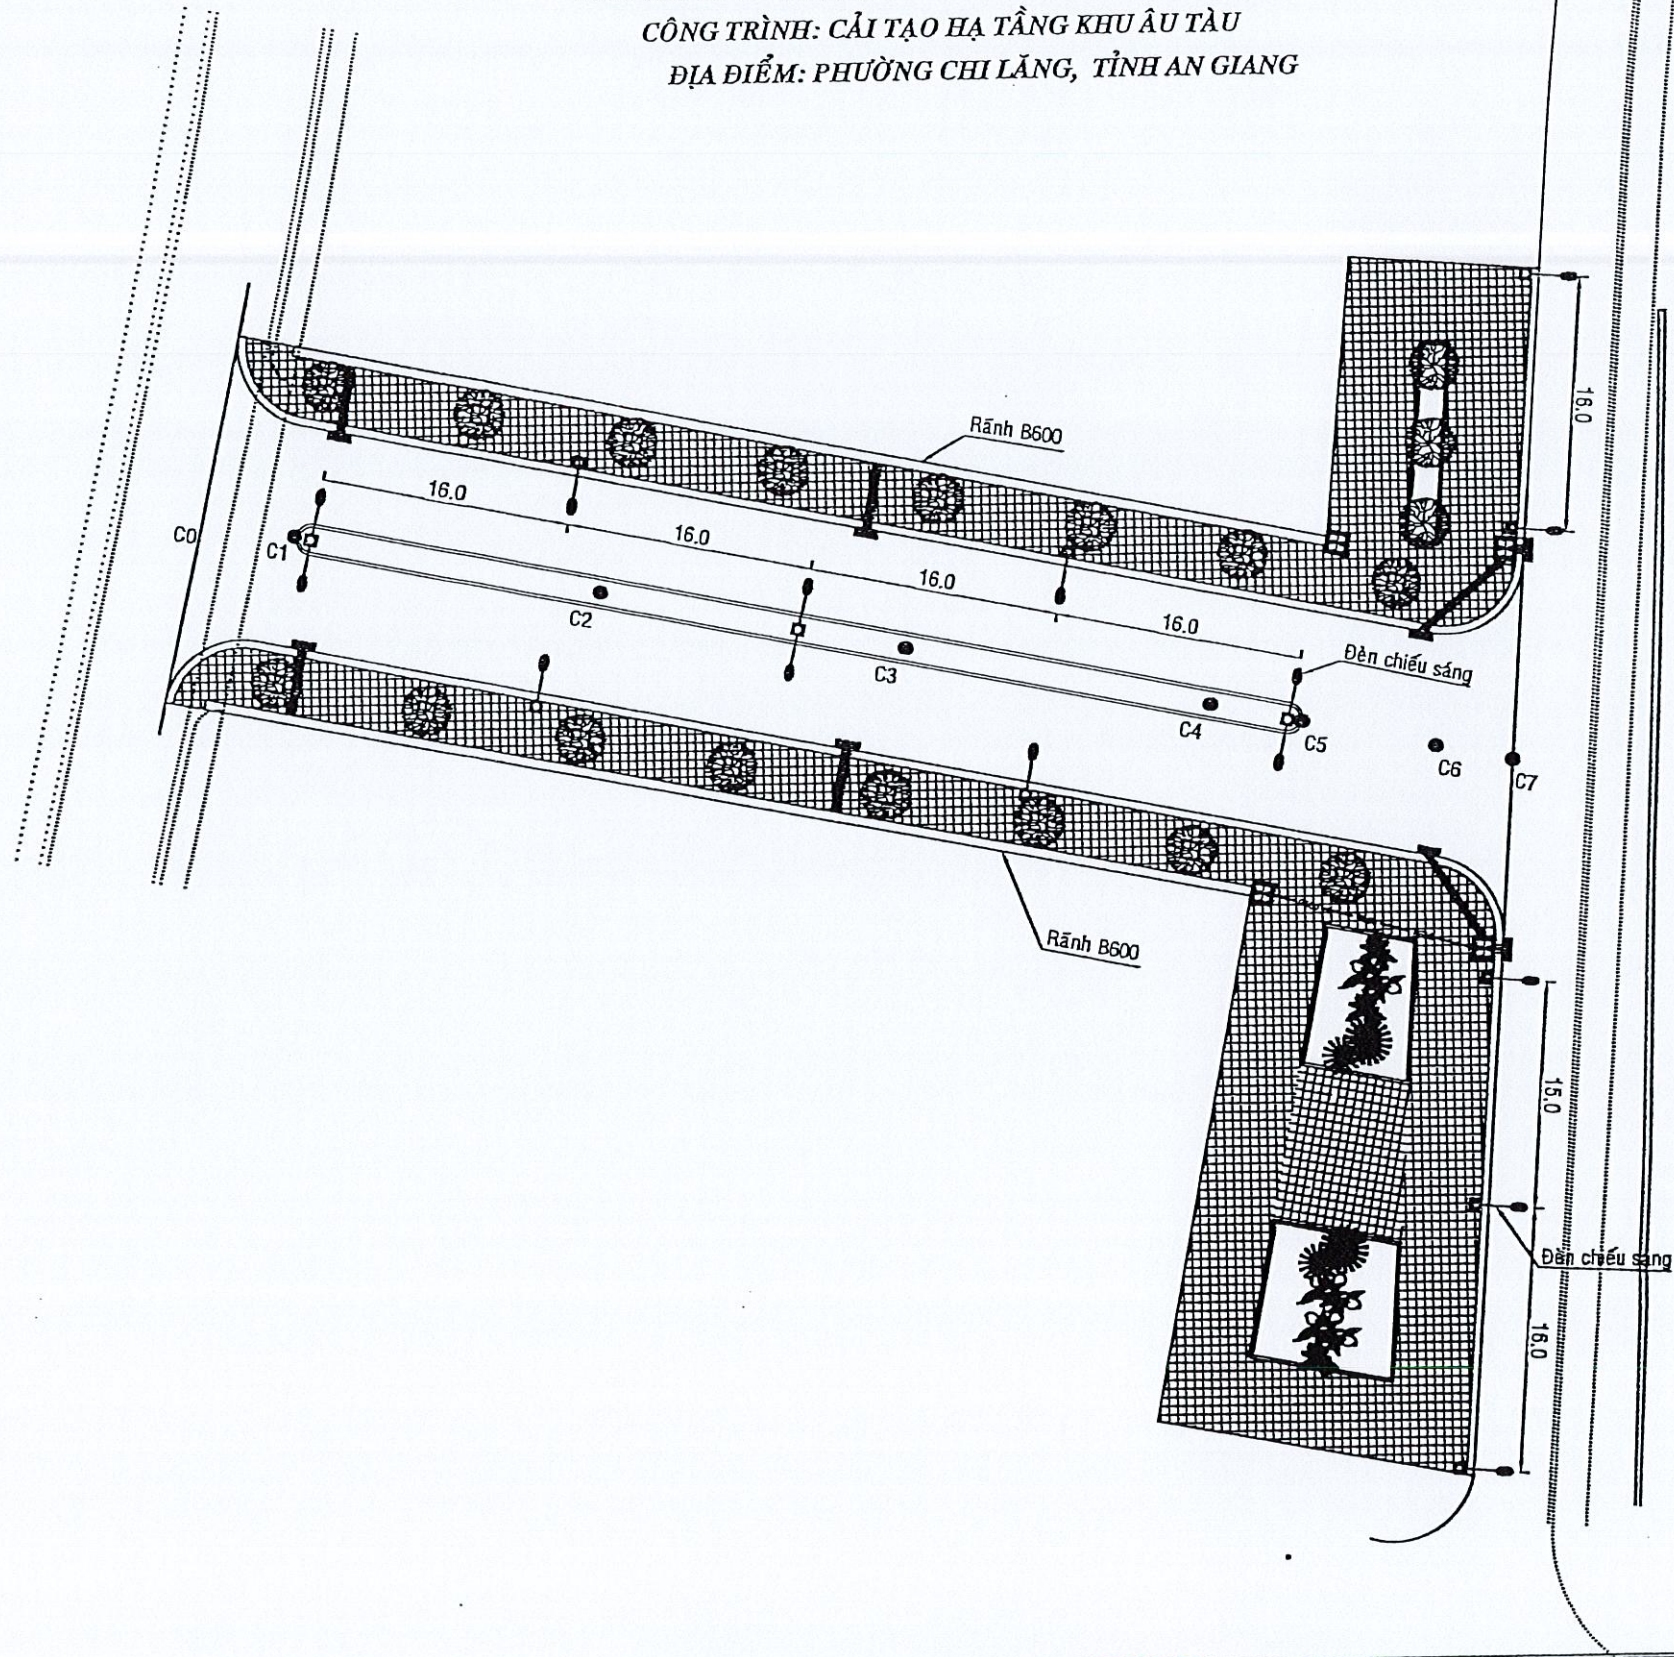 CÔNG TRÌNH: CẢI TẠO HẠ TẦNG KHU ÂU TÀU
ĐỊA ĐIỂM: PHƯỜNG CHI LĂNG, TỈNH AN GIANG
16.0
Rãnh B600
16.0
16.0
16.0
16.0
C0
C1
C2
C3
C4
C5
C6
C7
Đèn chiếu sáng
Rãnh B600
15.0
Đèn chiếu sáng
16.0